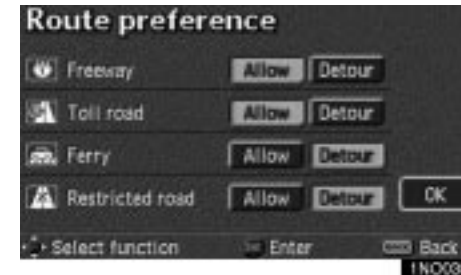 Route preference
Freeway Allow Detour
Toll road Allow Detour
Ferry Allow Detour
Restricted road Allow Detour OK
Select function Enter Back
1NO03